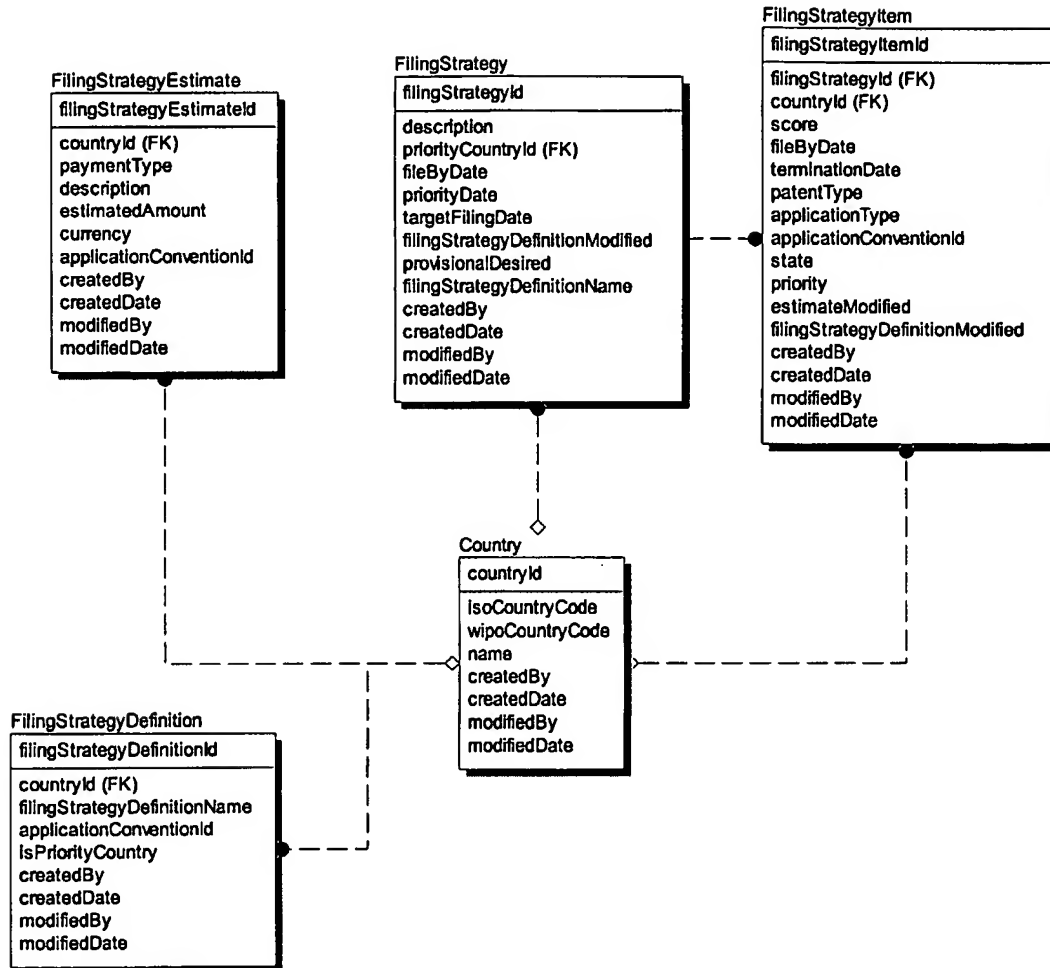 FilingStrategyEstimate
filingStrategyEstimateId
countryId (FK)
paymentType
description
estimatedAmount
currency
applicationConventionId
createdBy
createdDate
modifiedBy
modifiedDate
FilingStrategy
filingStrategyId
description
priorityCountryId (FK)
fileByDate
priorityDate
targetFilingDate
filingStrategyDefinitionModified
provisionalDesired
filingStrategyDefinitionName
createdBy
createdDate
modifiedBy
modifiedDate
FilingStrategyItem
filingStrategyItemId
filingStrategyId (FK)
countryId (FK)
score
fileByDate
terminationDate
patentType
applicationType
applicationConventionId
state
priority
estimateModified
filingStrategyDefinitionModified
createdBy
createdDate
modifiedBy
modifiedDate
Country
countryId
isoCountryCode
wipoCountryCode
name
createdBy
createdDate
modifiedBy
modifiedDate
FilingStrategyDefinition
filingStrategyDefinitionId
countryId (FK)
filingStrategyDefinitionName
applicationConventionId
isPriorityCountry
createdBy
createdDate
modifiedBy
modifiedDate